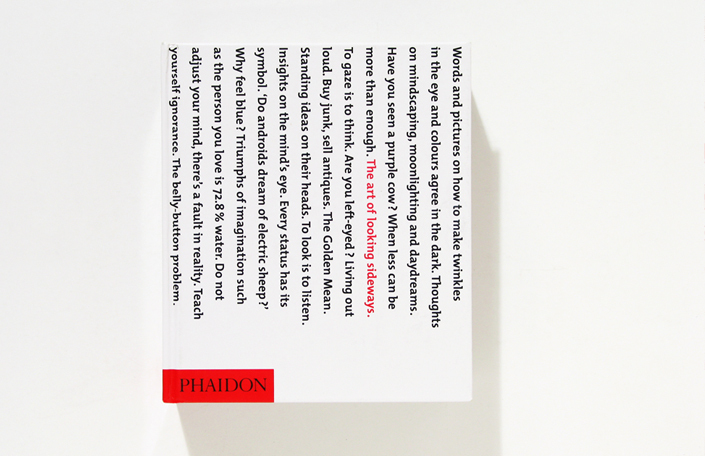 Words and pictures on how to make twinkles
in the eye and colours agree in the dark. Thoughts
on mindscaping, moonlighting and daydreams.
Have you seen a purple cow? When less can be
more than enough. The art of looking sideways.
To gaze is to think. Are you left-eyed? Living out
loud. Buy junk, sell antiques. The Golden Mean.
Standing ideas on their heads. To look is to listen.
Insights on the mind's eye. Every status has its
symbol. 'Do androids dream of electric sheep?'
Why feel blue? Triumphs of imagination such
as the person you love is 72.8% water. Do not
adjust your mind, there's a fault in reality. Teach
yourself ignorance. The belly-button problem.
PHAIDON